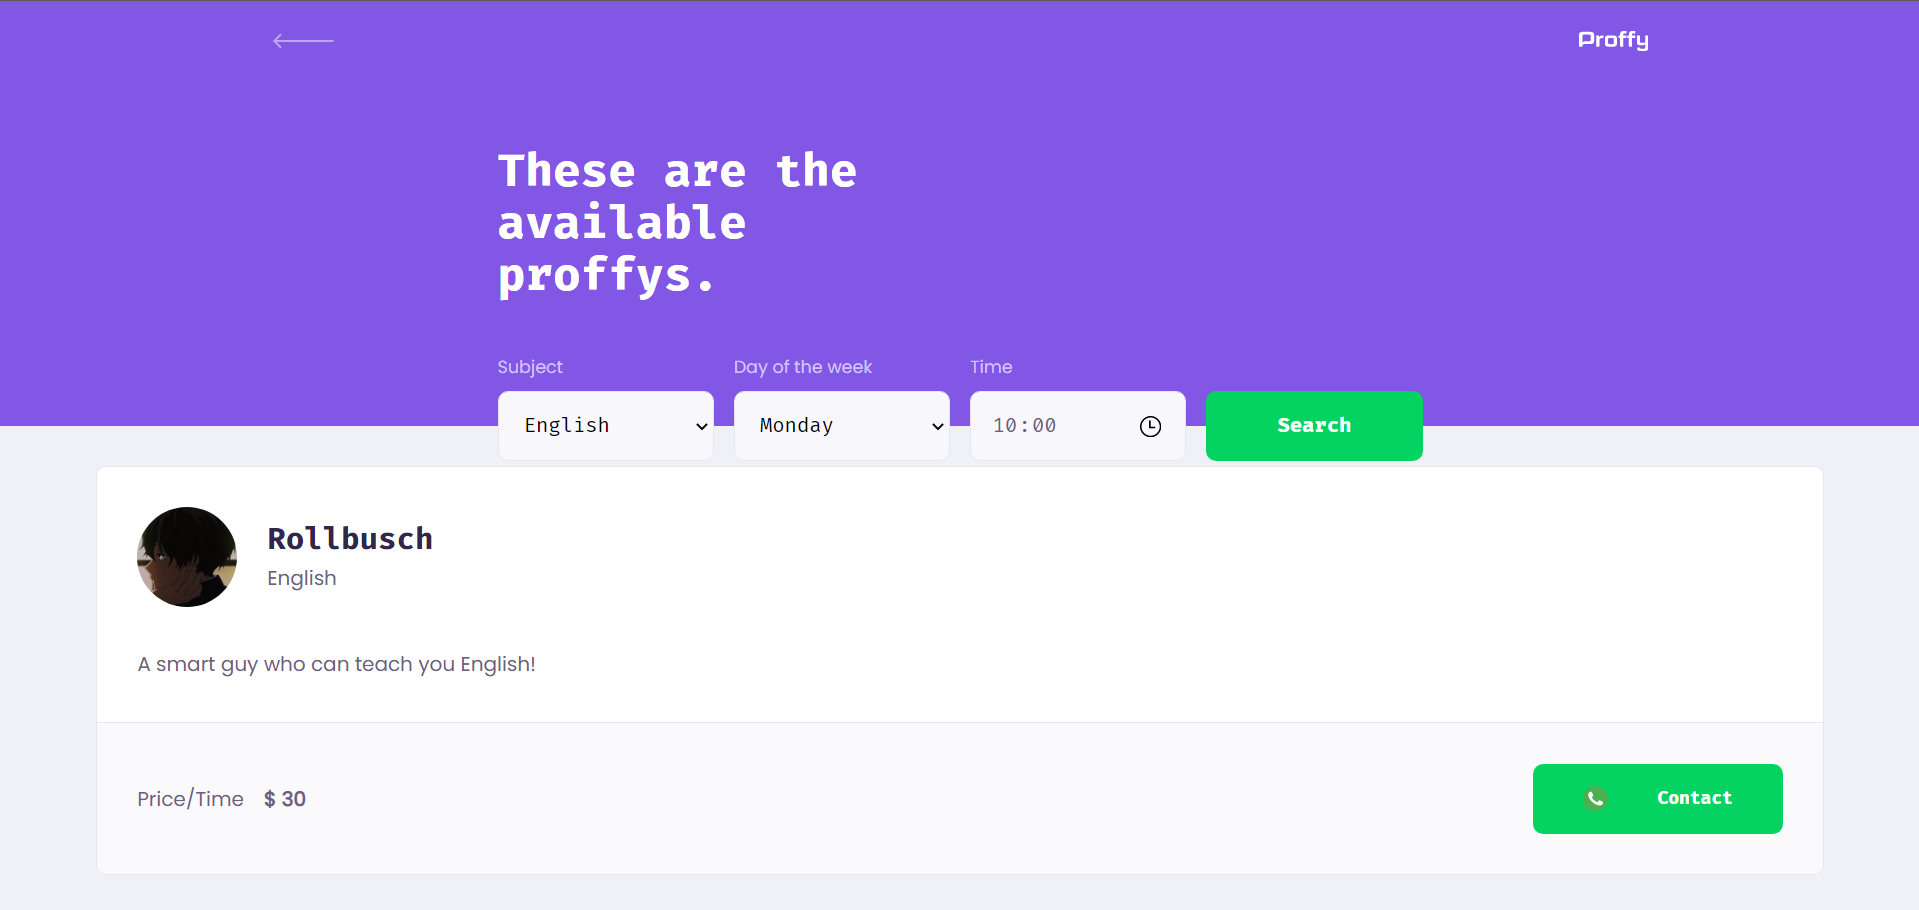 Proffy
These are the
available
proffys.
Subject
Day of the week
Time
English
Monday
10:00
Search
Rollbusch
English
A smart guy who can teach you English!
Price/Time $ 30
Contact